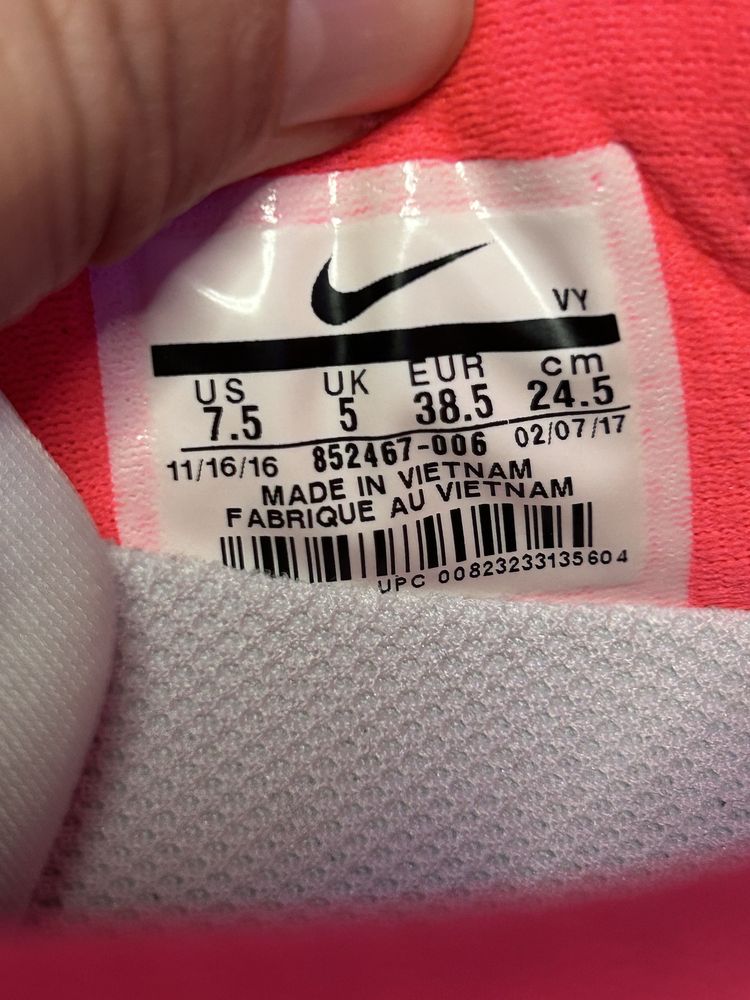 VY
US UK EUR cm
7.5 5 38.5 24.5
11/16/16 852467-006 02/07/17
MADE IN VIETNAM
FABRIQUE AU VIETNAM
UPC 00823233135604